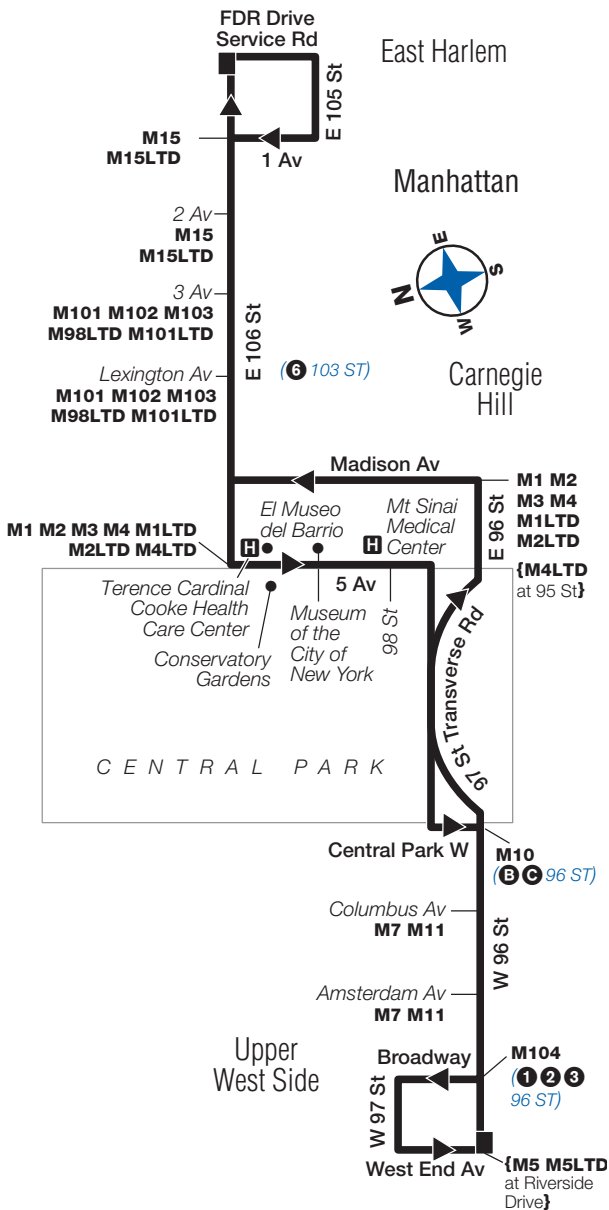 FDR Drive
Service Rd
East Harlem
E 105 St
M15
M15LTD
1 Av
Manhattan
2 Av
M15
M15LTD
E
S
N
W
3 Av
M101 M102 M103
M98LTD M101LTD
E 106 St
(6 103 ST)
Lexington Av
M101 M102 M103
M98LTD M101LTD
Carnegie
Hill
Madison Av
M1 M2
M3 M4
M1LTD
M2LTD
{M4LTD
at 95 St}
E 96 St
M1 M2 M3 M4 M1LTD
M2LTD M4LTD
H
El Museo
del Barrio
H
Mt Sinai
Medical
Center
5 Av
Terence Cardinal
Cooke Health
Care Center
Conservatory
Gardens
Museum
of the
City of
New York
98 St
97 St Transverse Rd
CENTRAL PARK
Central Park W
M10
(B C 96 ST)
Columbus Av
M7 M11
W 96 St
Amsterdam Av
M7 M11
Upper
West Side
Broadway
M104
(1 2 3
96 ST)
W 97 St
West End Av
{M5 M5LTD
at Riverside
Drive}